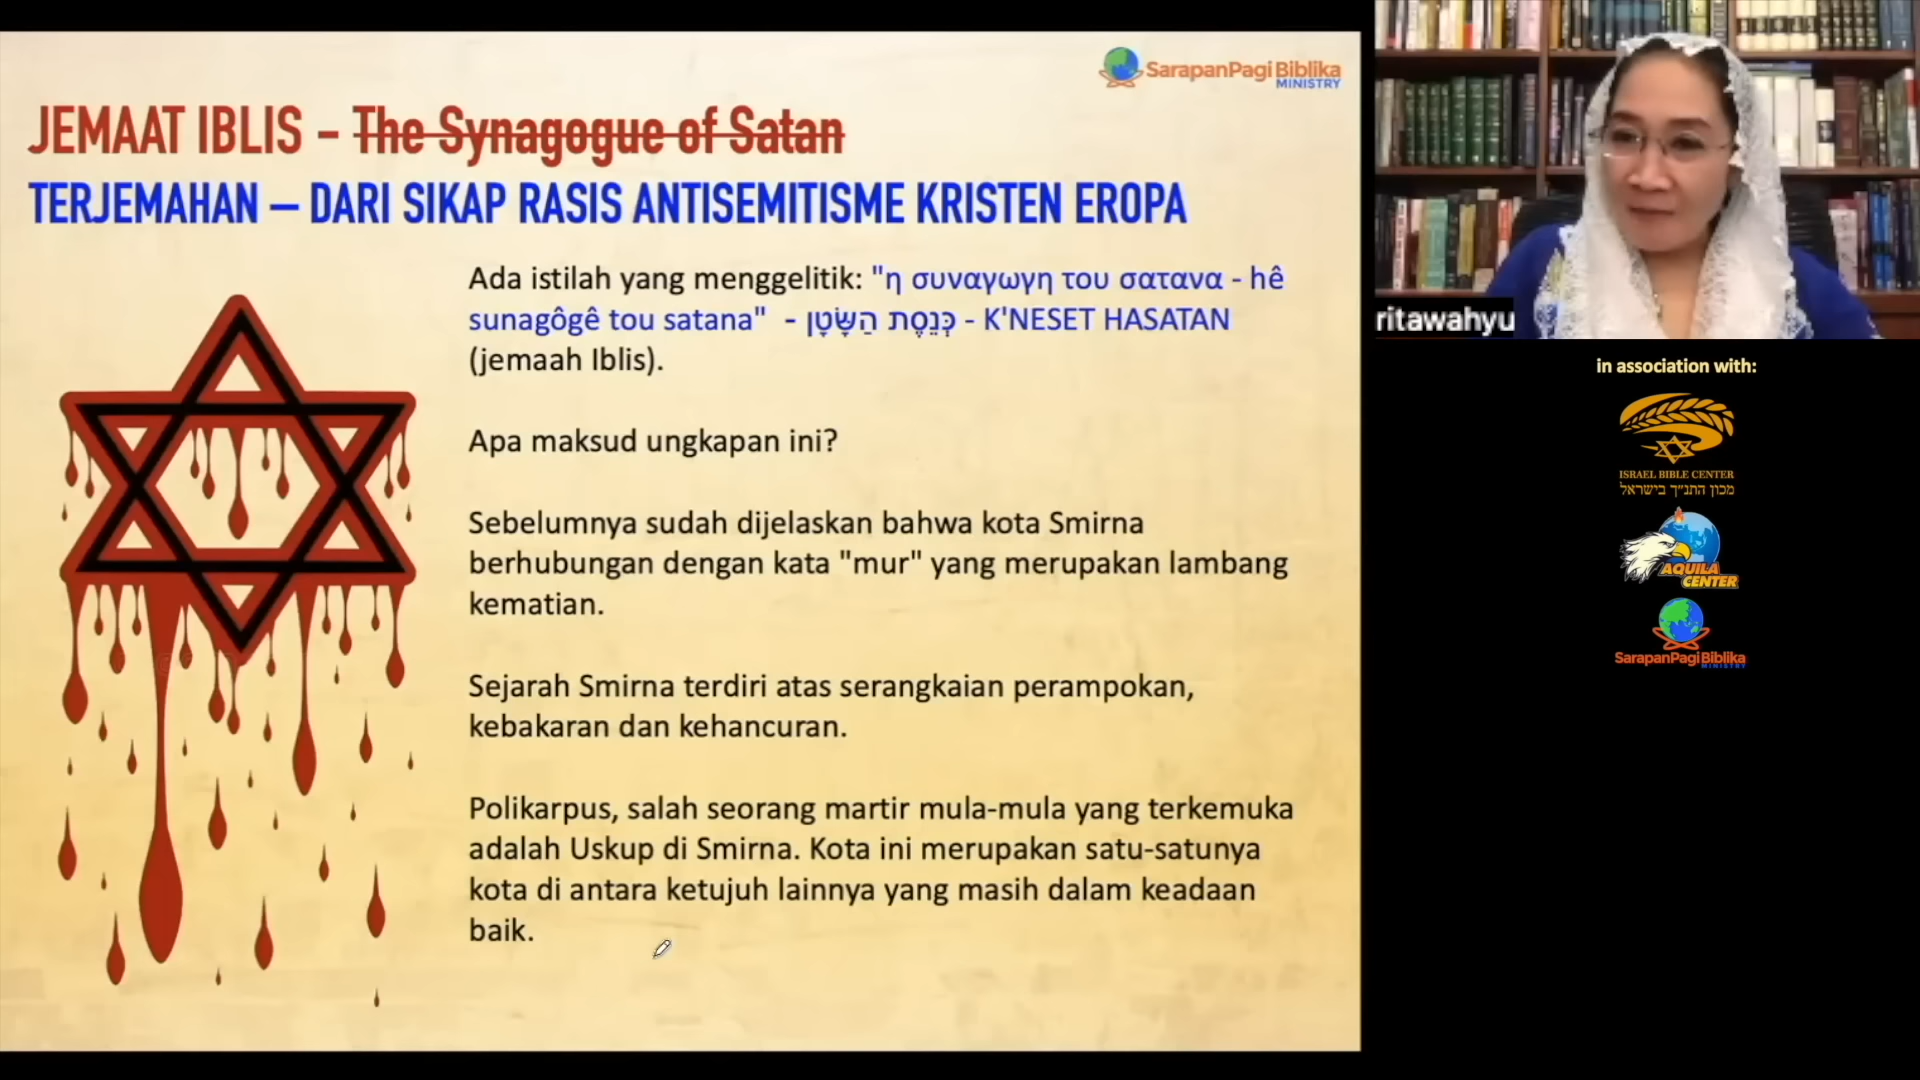 SarapanPagi Biblika
MINISTRY
JEMAAT IBLIS – The Synagogue of Satan
TERJEMAHAN – DARI SIKAP RASIS ANTISEMITISME KRISTEN EROPA
Ada istilah yang menggelitik: "η συναγωγη του σατανα - hê
sunagôgê tou satana" - כְּנֵסֶת הַשָּׂטָן - K'NESET HASATAN
(jemaah Iblis).
Apa maksud ungkapan ini?
Sebelumnya sudah dijelaskan bahwa kota Smirna
berhubungan dengan kata "mur" yang merupakan lambang
kematian.
Sejarah Smirna terdiri atas serangkaian perampokan,
kebakaran dan kehancuran.
Polikarpus, salah seorang martir mula-mula yang terkemuka
adalah Uskup di Smirna. Kota ini merupakan satu-satunya
kota di antara ketujuh lainnya yang masih dalam keadaan
baik.
ritawahyu
in association with:
ISRAEL BIBLE CENTER
מכון התנ״ך בישראל
AQUILA
CENTER
SarapanPagi Biblika
MINISTRY